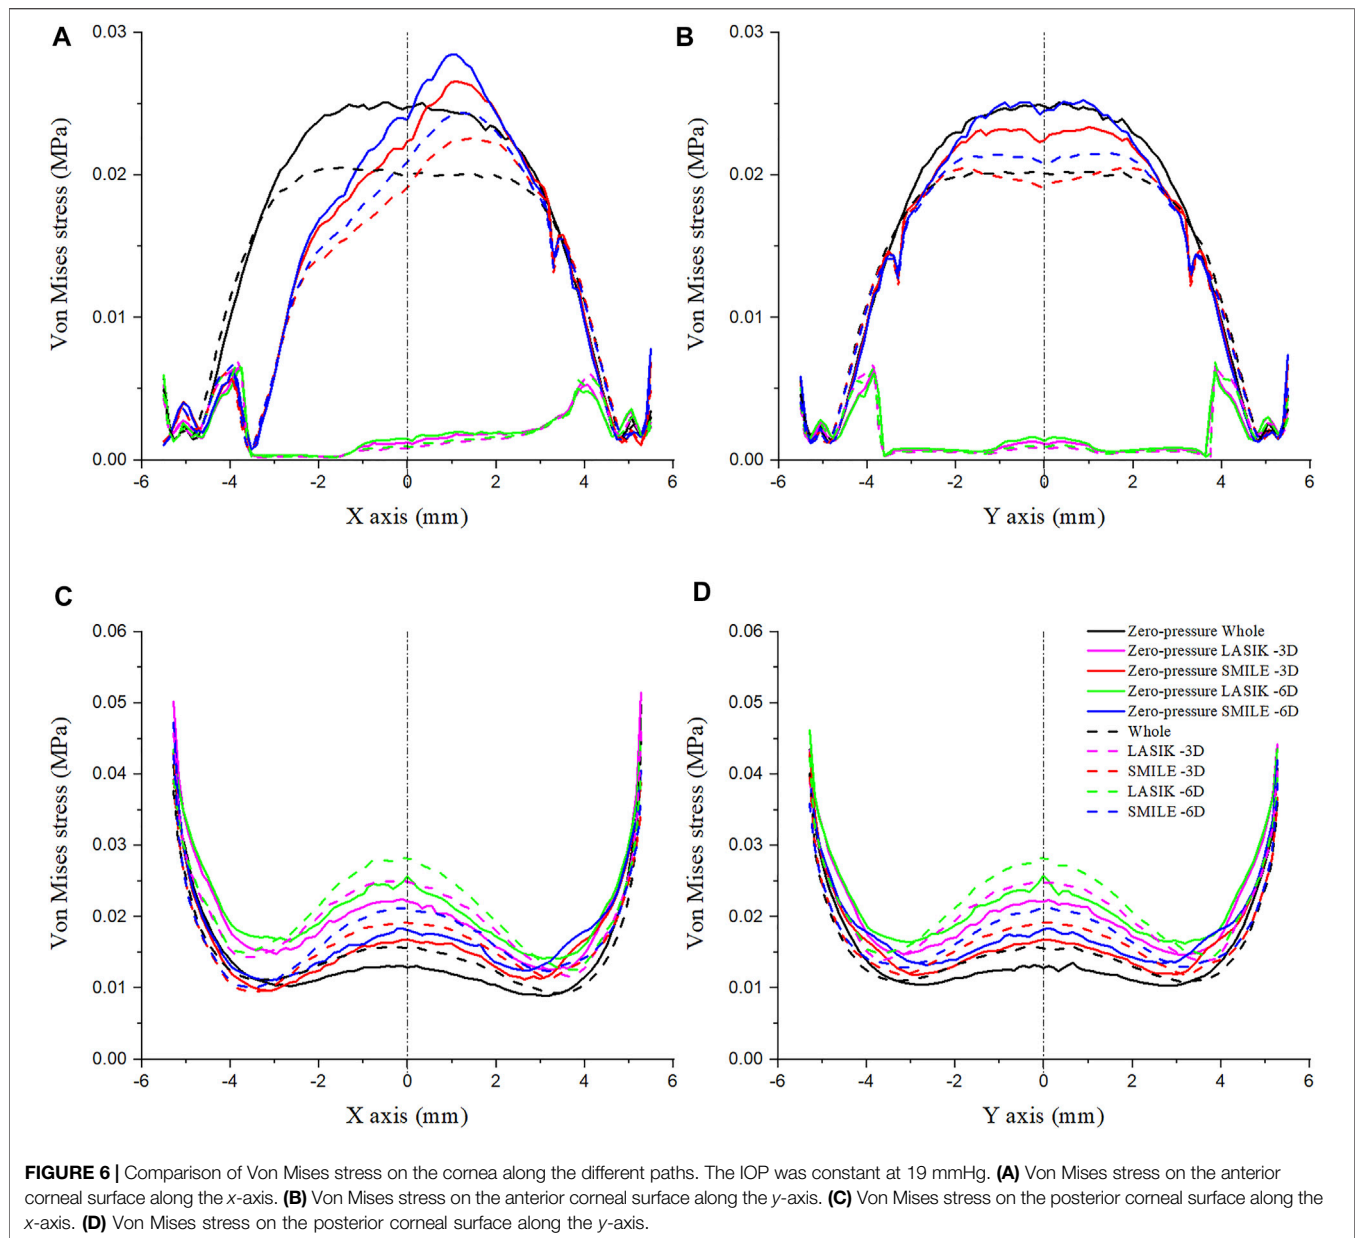 A
0.03
0.02
0.01
0.00
Von Mises stress (MPa)
-6
-4
-2
0
2
4
6
X axis (mm)
B
0.03
0.02
0.01
0.00
Von Mises stress (MPa)
-6
-4
-2
0
2
4
6
Y axis (mm)
C
0.06
0.05
0.04
0.03
0.02
0.01
0.00
Von Mises stress (MPa)
-6
-4
-2
0
2
4
6
X axis (mm)
D
0.06
0.05
0.04
0.03
0.02
0.01
0.00
Von Mises stress (MPa)
-6
-4
-2
0
2
4
6
Y axis (mm)
Zero-pressure Whole
Zero-pressure LASIK -3D
Zero-pressure SMILE -3D
Zero-pressure LASIK -6D
Zero-pressure SMILE -6D
Whole
LASIK -3D
SMILE -3D
LASIK -6D
SMILE -6D
FIGURE 6 | Comparison of Von Mises stress on the cornea along the different paths. The IOP was constant at 19 mmHg. (A) Von Mises stress on the anterior
corneal surface along the x-axis. (B) Von Mises stress on the anterior corneal surface along the y-axis. (C) Von Mises stress on the posterior corneal surface along the
x-axis. (D) Von Mises stress on the posterior corneal surface along the y-axis.